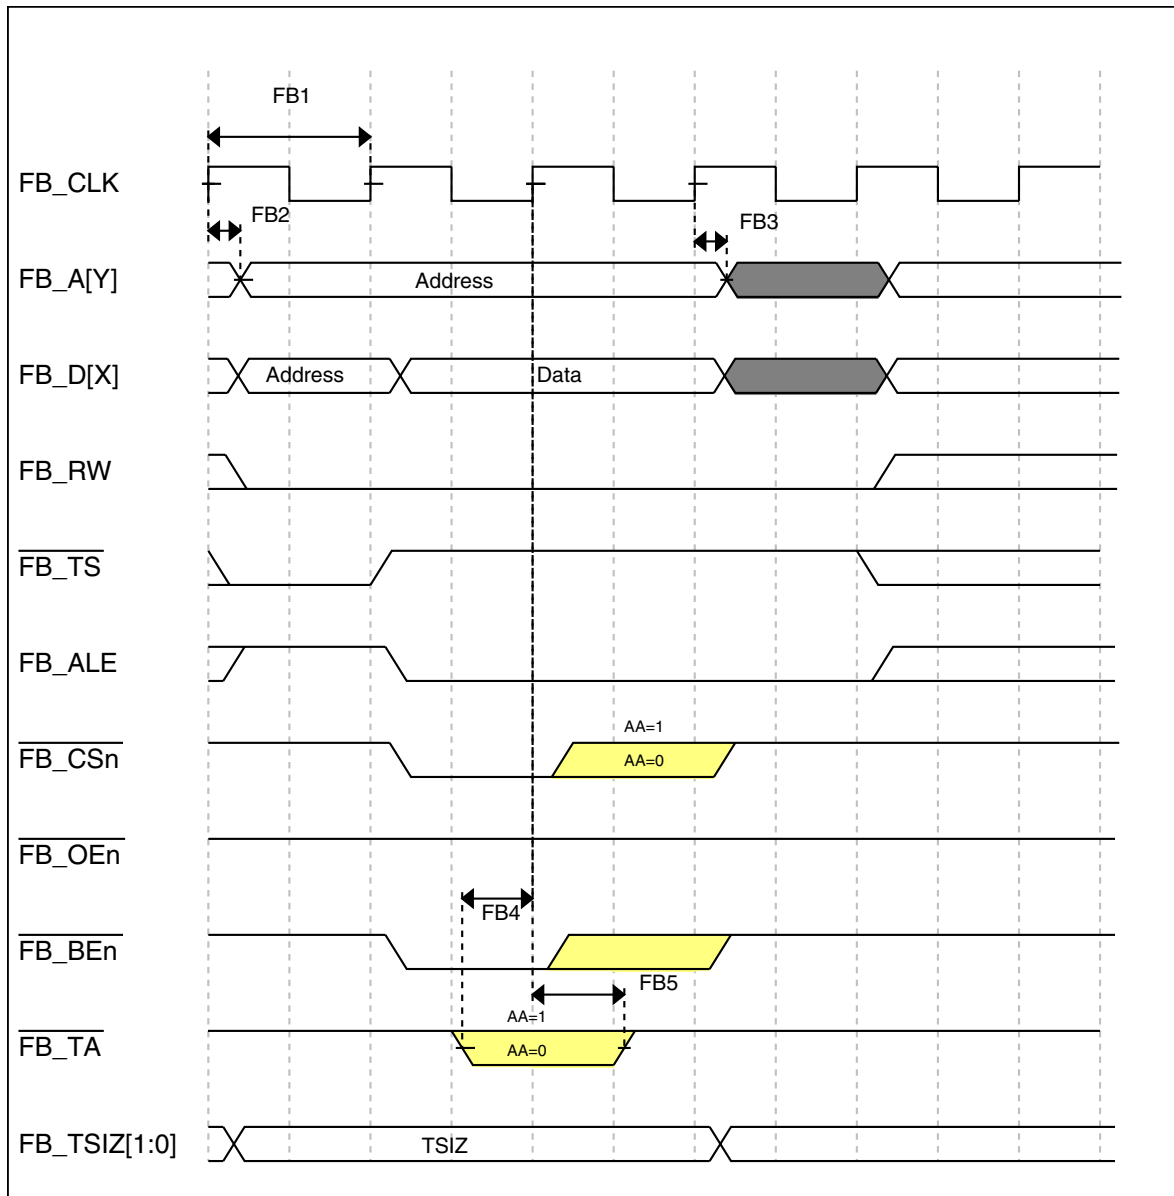 FB1
FB_CLK
FB2
FB3
FB_A[Y]
Address
FB_D[X]
Address
Data
FB_RW
FB_TS
FB_ALE
AA=1
FB_CSn
AA=0
FB_OEn
FB4
FB_BEn
FB5
AA=1
FB_TA
AA=0
FB_TSIZ[1:0]
TSIZ